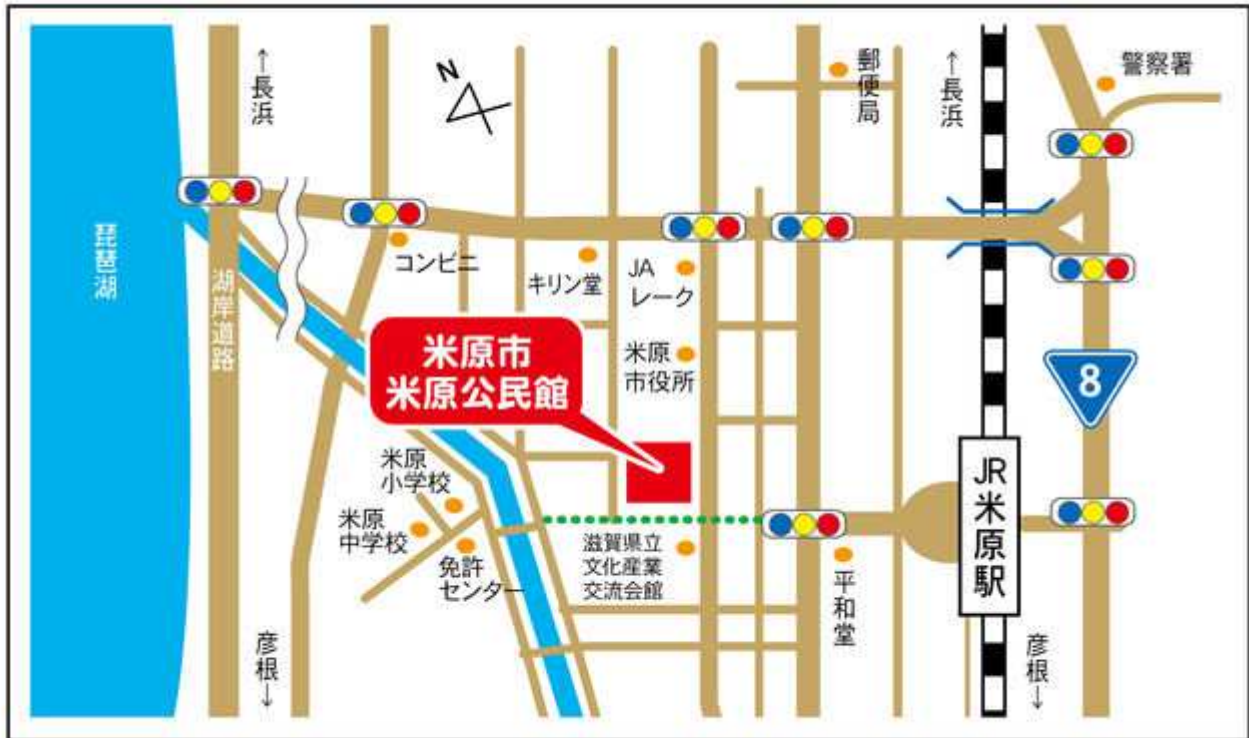 N
↑長浜
郵便局
↑長浜
警察署
琵琶湖
湖岸道路
コンビニ
キリン堂
JA
レーク
米原市
米原公民館
米原
市役所
8
米原
小学校
米原
中学校
免許
センター
滋賀県立
文化産業
交流会館
平和堂
JR米原駅
彦根↓
彦根↓